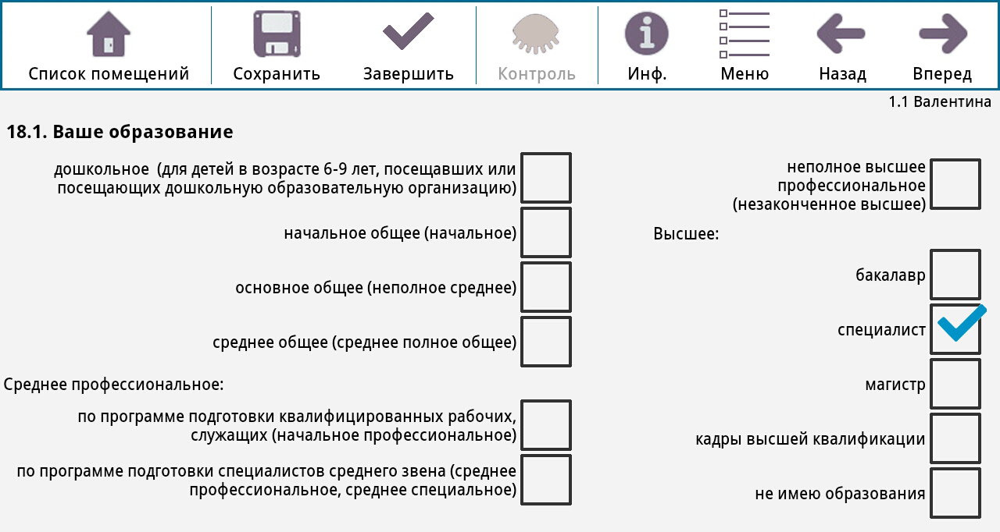 Список помещений
Сохранить
Завершить
Контроль
Инф.
Меню
Назад
Вперед
1.1 Валентина
18.1. Ваше образование
дошкольное (для детей в возрасте 6-9 лет, посещавших или
посещающих дошкольную образовательную организацию)
начальное общее (начальное)
основное общее (неполное среднее)
среднее общее (среднее полное общее)
Среднее профессиональное:
по программе подготовки квалифицированных рабочих,
служащих (начальное профессиональное)
по программе подготовки специалистов среднего звена (среднее
профессиональное, среднее специальное)
неполное высшее
профессиональное
(незаконченное высшее)
Высшее:
бакалавр
специалист
магистр
кадры высшей квалификации
не имею образования